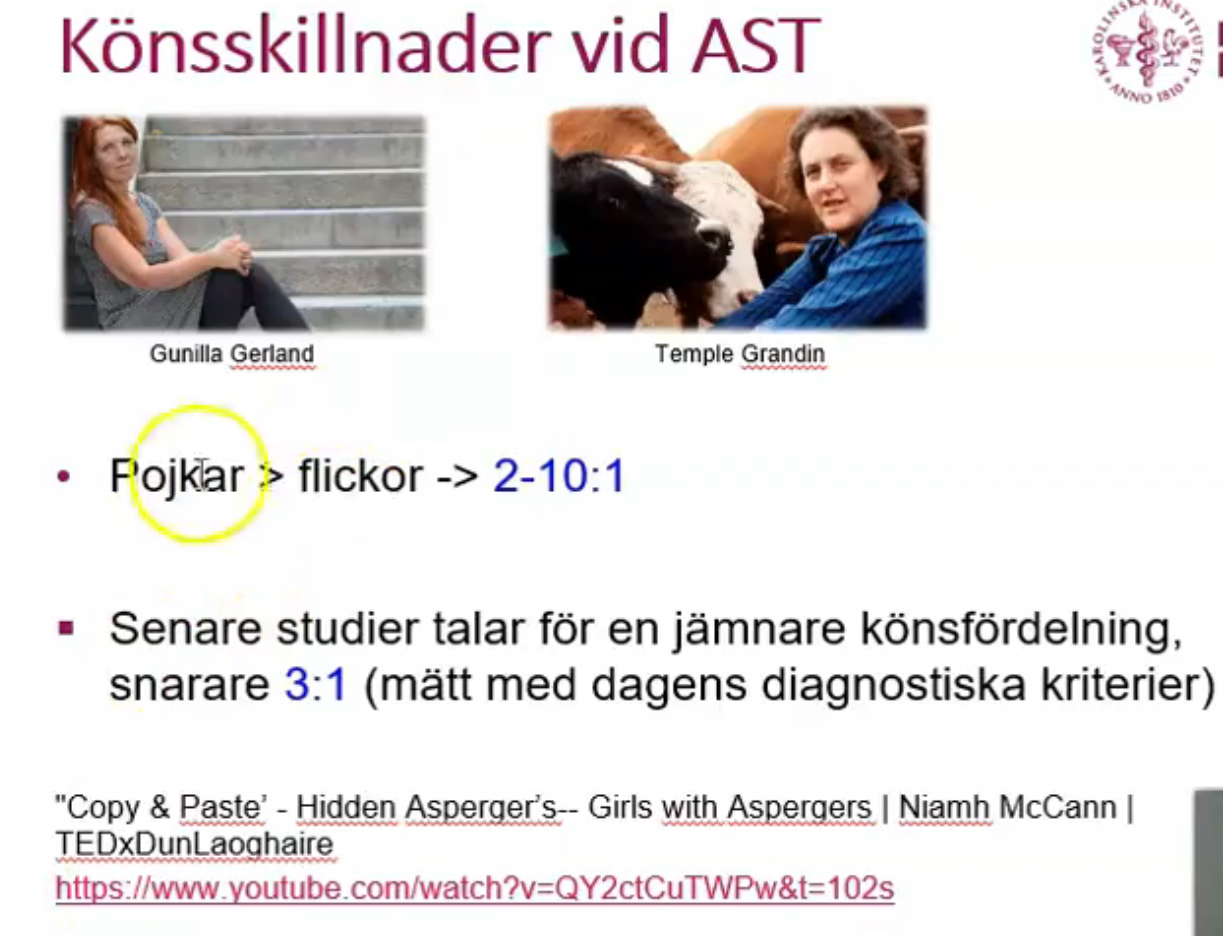 Könsskillnader vid AST
KAROLINSKA INSTITUTET
ANNO 1810
Gunilla Gerland
Temple Grandin
• Pojkar > flickor -> 2-10:1
▪ Senare studier talar för en jämnare könsfördelning,
snarare 3:1 (mätt med dagens diagnostiska kriterier)
"Copy & Paste' - Hidden Asperger’s-- Girls with Aspergers | Niamh McCann |
TEDxDunLaoghaire
https://www.youtube.com/watch?v=QY2ctCuTWPw&t=102s